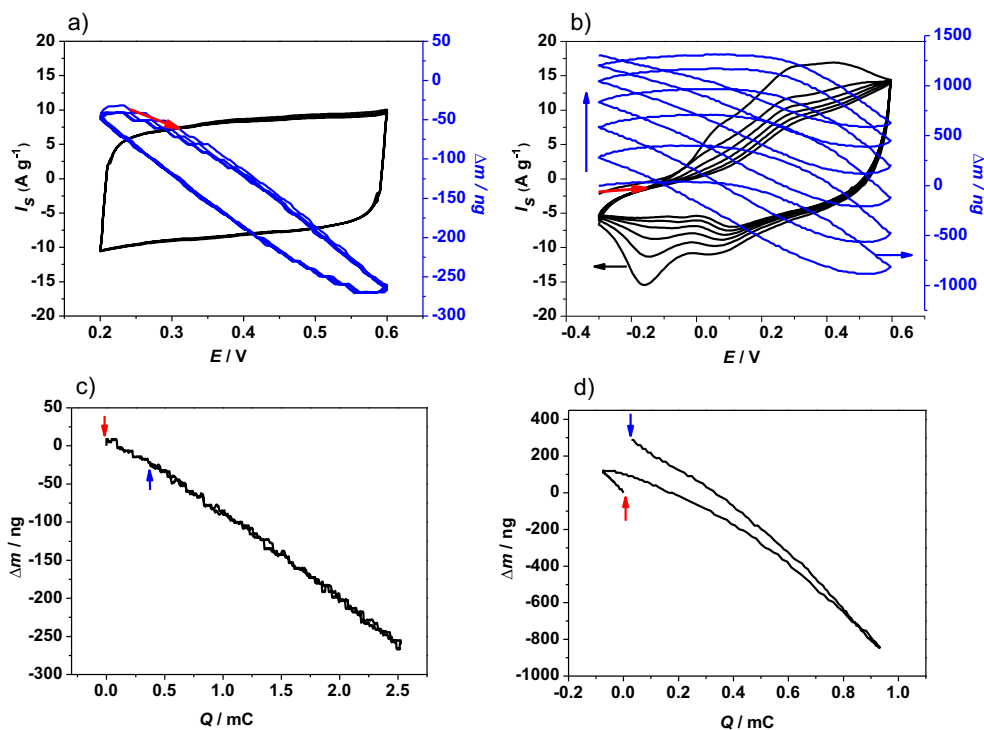 a)
20
15
10
5
0
-5
-10
-15
-20
I_s (A g⁻¹)
50
0
-50
-100
-150
-200
-250
-300
Δm / ng
0.2 0.3 0.4 0.5 0.6
E / V
b)
20
15
10
5
0
-5
-10
-15
-20
I_s (A g⁻¹)
1500
1000
500
0
-500
-1000
Δm / ng
-0.4 -0.2 0.0 0.2 0.4 0.6
E / V
c)
50
0
-50
-100
-150
-200
-250
-300
Δm / ng
0.0 0.5 1.0 1.5 2.0 2.5
Q / mC
d)
400
200
0
-200
-400
-600
-800
-1000
Δm / ng
-0.2 0.0 0.2 0.4 0.6 0.8 1.0
Q / mC